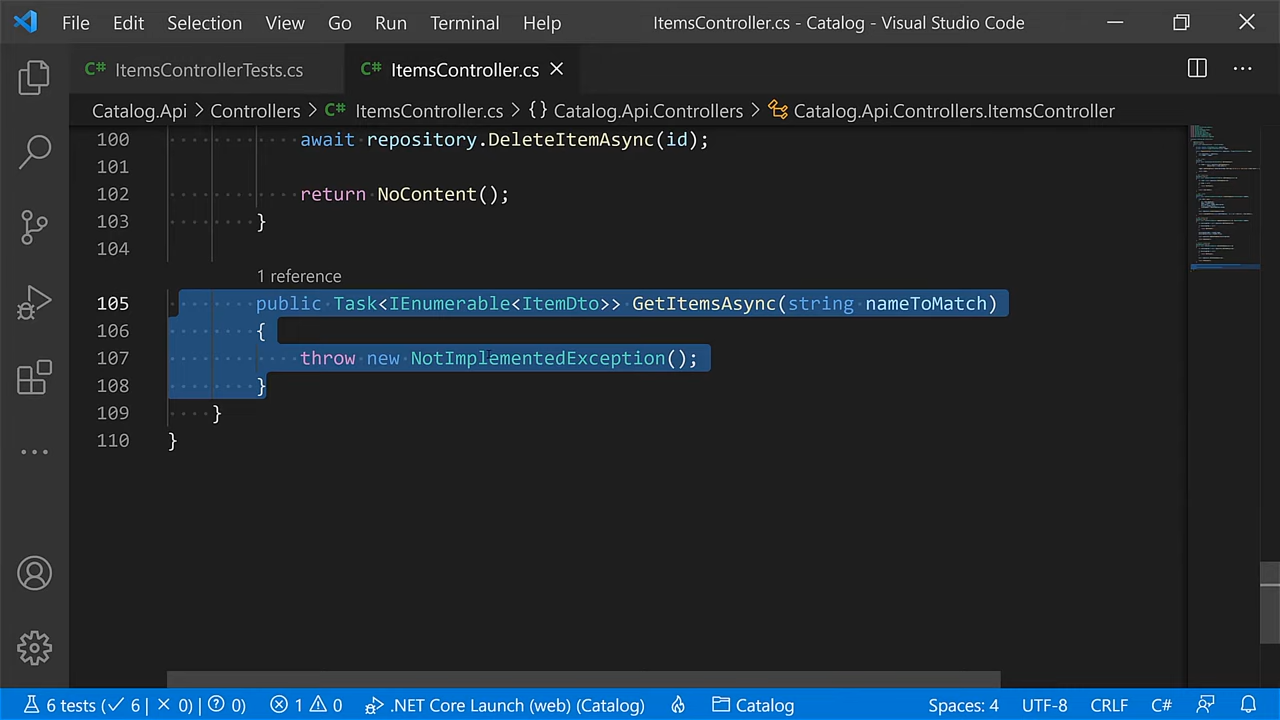 File Edit Selection View Go Run Terminal Help ItemsController.cs - Catalog - Visual Studio Code
C# ItemsControllerTests.cs C# ItemsController.cs
Catalog.Api > Controllers > C# ItemsController.cs > {} Catalog.Api.Controllers > Catalog.Api.Controllers.ItemsController
100 await repository.DeleteItemAsync(id);
101
102 return NoContent();
103 }
104
1 reference
105 public Task<IEnumerable<ItemDto>> GetItemsAsync(string nameToMatch)
106 {
107 throw new NotImplementedException();
108 }
109 }
110 }
6 tests (✓ 6 | ✕ 0) | ? 0) ⊗ 1 ⚠ 0 .NET Core Launch (web) (Catalog) Catalog Spaces: 4 UTF-8 CRLF C#